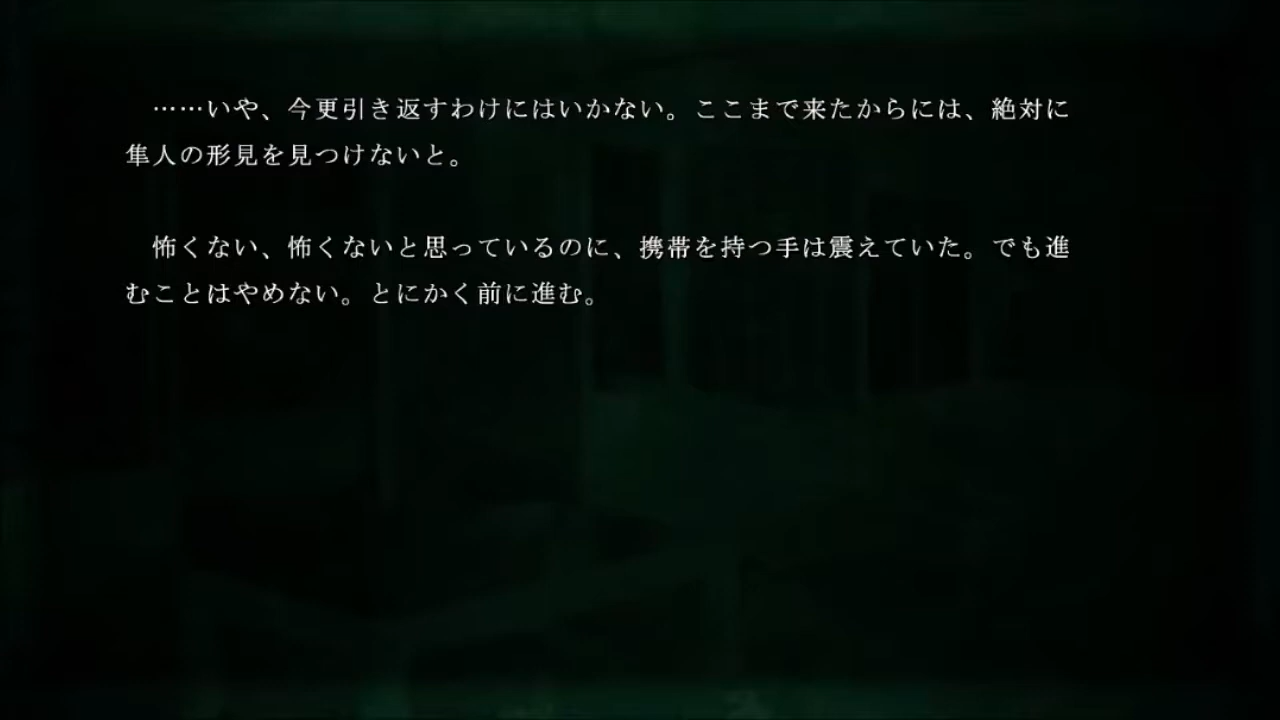 ……いや、今更引き返すわけにはいかない。ここまで来たからには、絶対に
隼人の形見を見つけないと。
怖くない、怖くないと思っているのに、携帯を持つ手は震えていた。でも進
むことはやめない。とにかく前に進む。